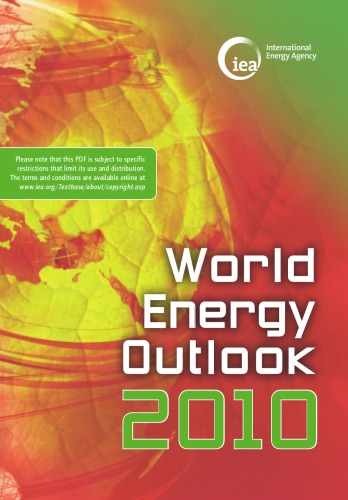 iea
International
Energy Agency
Please note that this PDF is subject to specific
restrictions that limit its use and distribution.
The terms and conditions are available online at
www.iea.org/Textbase/about/copyright.asp
World
Energy
Outlook
2010